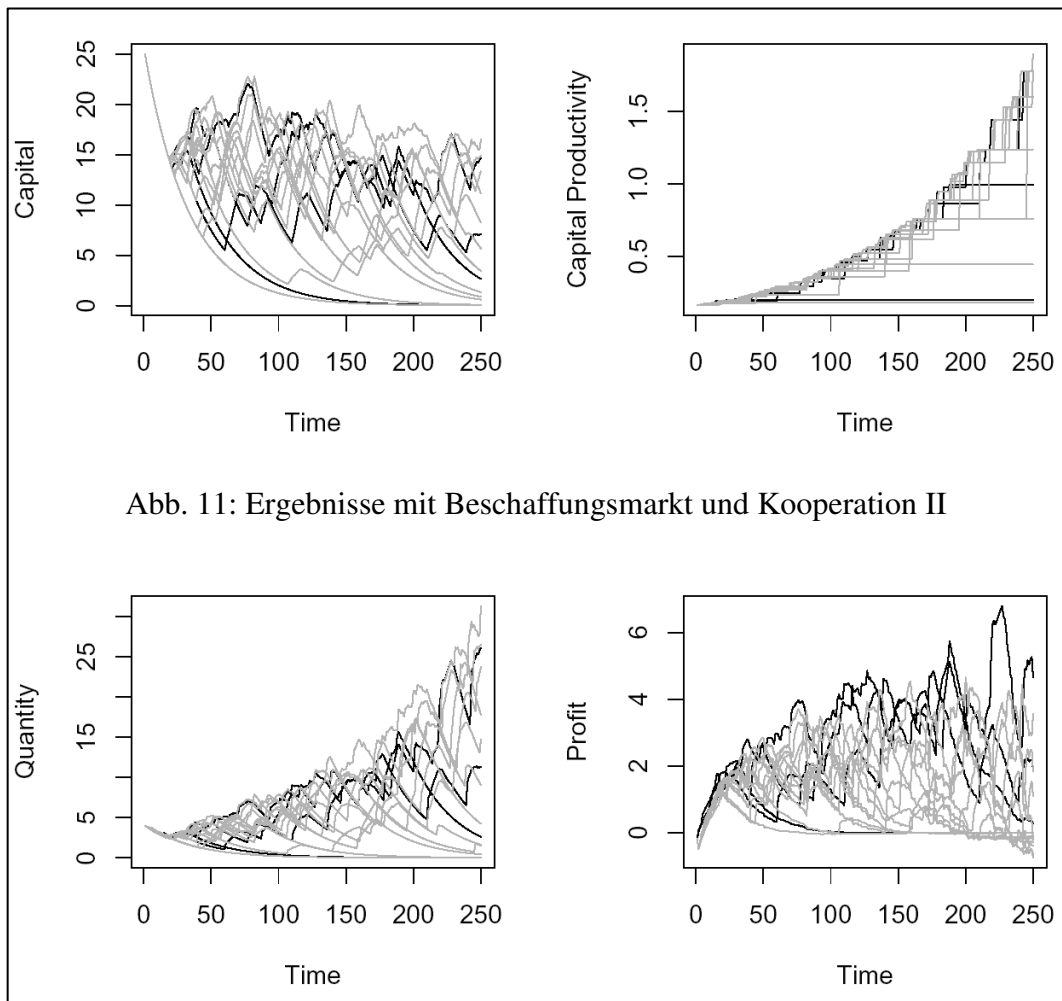 25
20
15
10
5
0
Capital
0 50 100 150 200 250
Time
1.5
1.0
0.5
Capital Productivity
0 50 100 150 200 250
Time
Abb. 11: Ergebnisse mit Beschaffungsmarkt und Kooperation II
25
15
5
0
Quantity
0 50 100 150 200 250
Time
6
4
2
0
Profit
0 50 100 150 200 250
Time